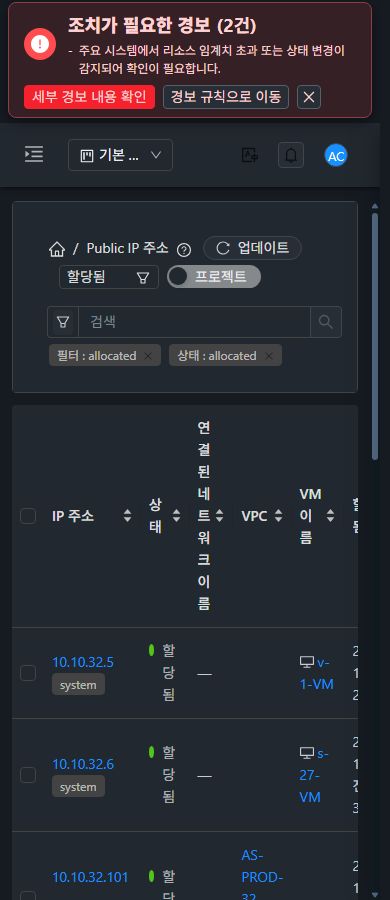 조치가 필요한 경보 (2건)
- 주요 시스템에서 리소스 임계치 초과 또는 상태 변경이
감지되어 확인이 필요합니다.
세부 경보 내용 확인
경보 규칙으로 이동
기본 ...
AC
/ Public IP 주소
업데이트
할당됨
프로젝트
검색
필터 : allocated
상태 : allocated
IP 주소
상태
연결된 네트워크 이름
VPC
VM 이름
10.10.32.5
system
할당됨
—
v-1-VM
10.10.32.6
system
할당됨
—
s-27-VM
10.10.32.101
할
AS-PROD-